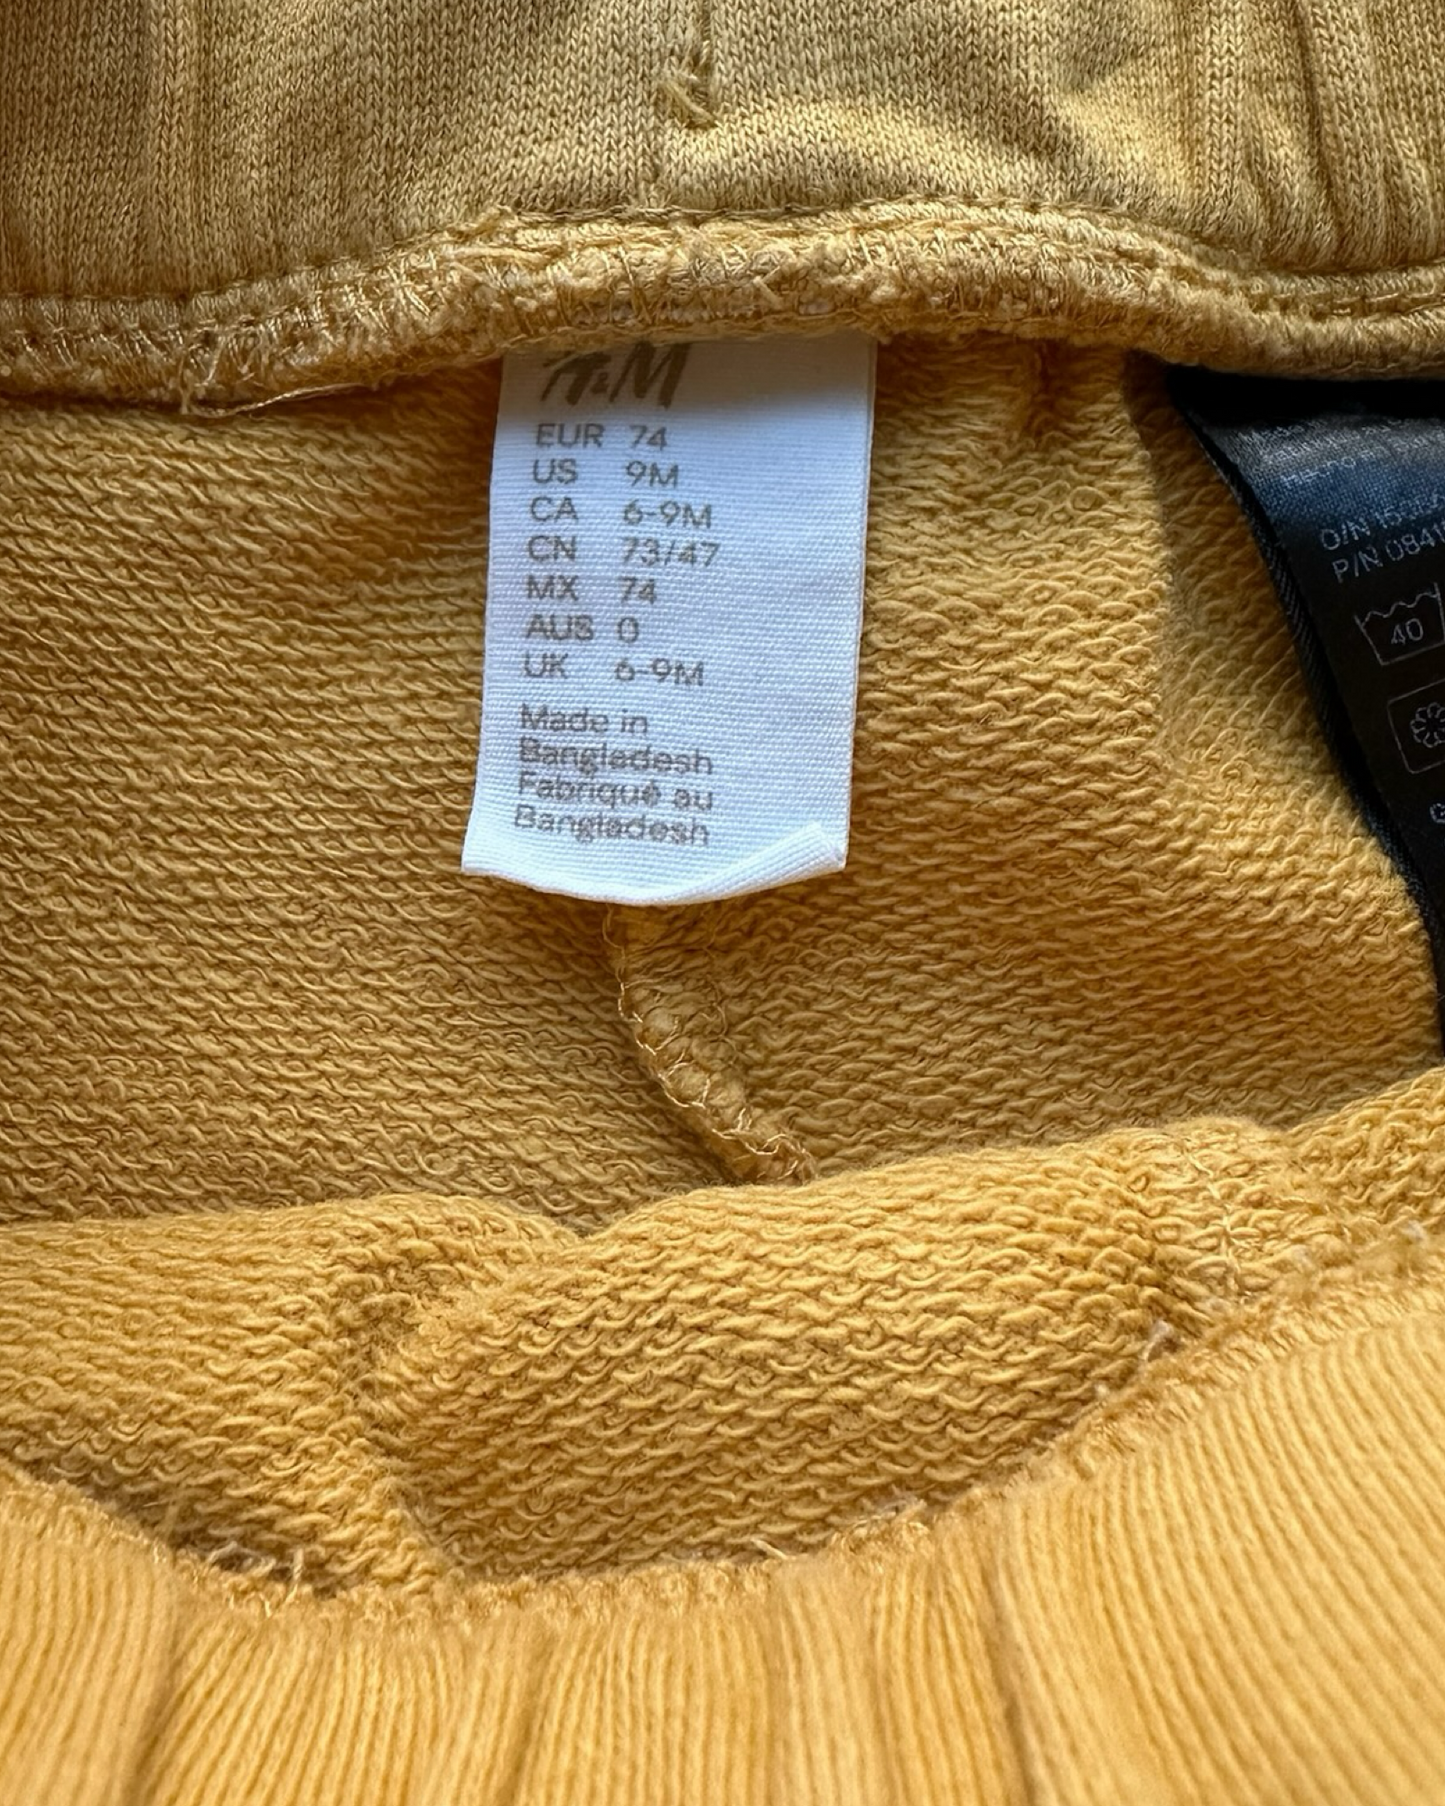 H&M
EUR 74
US 9M
CA 6-9M
CN 73/47
MX 74
AUS 0
UK 6-9M
Made in
Bangladesh
Fabriqué au
Bangladesh
O/N
P/N
40